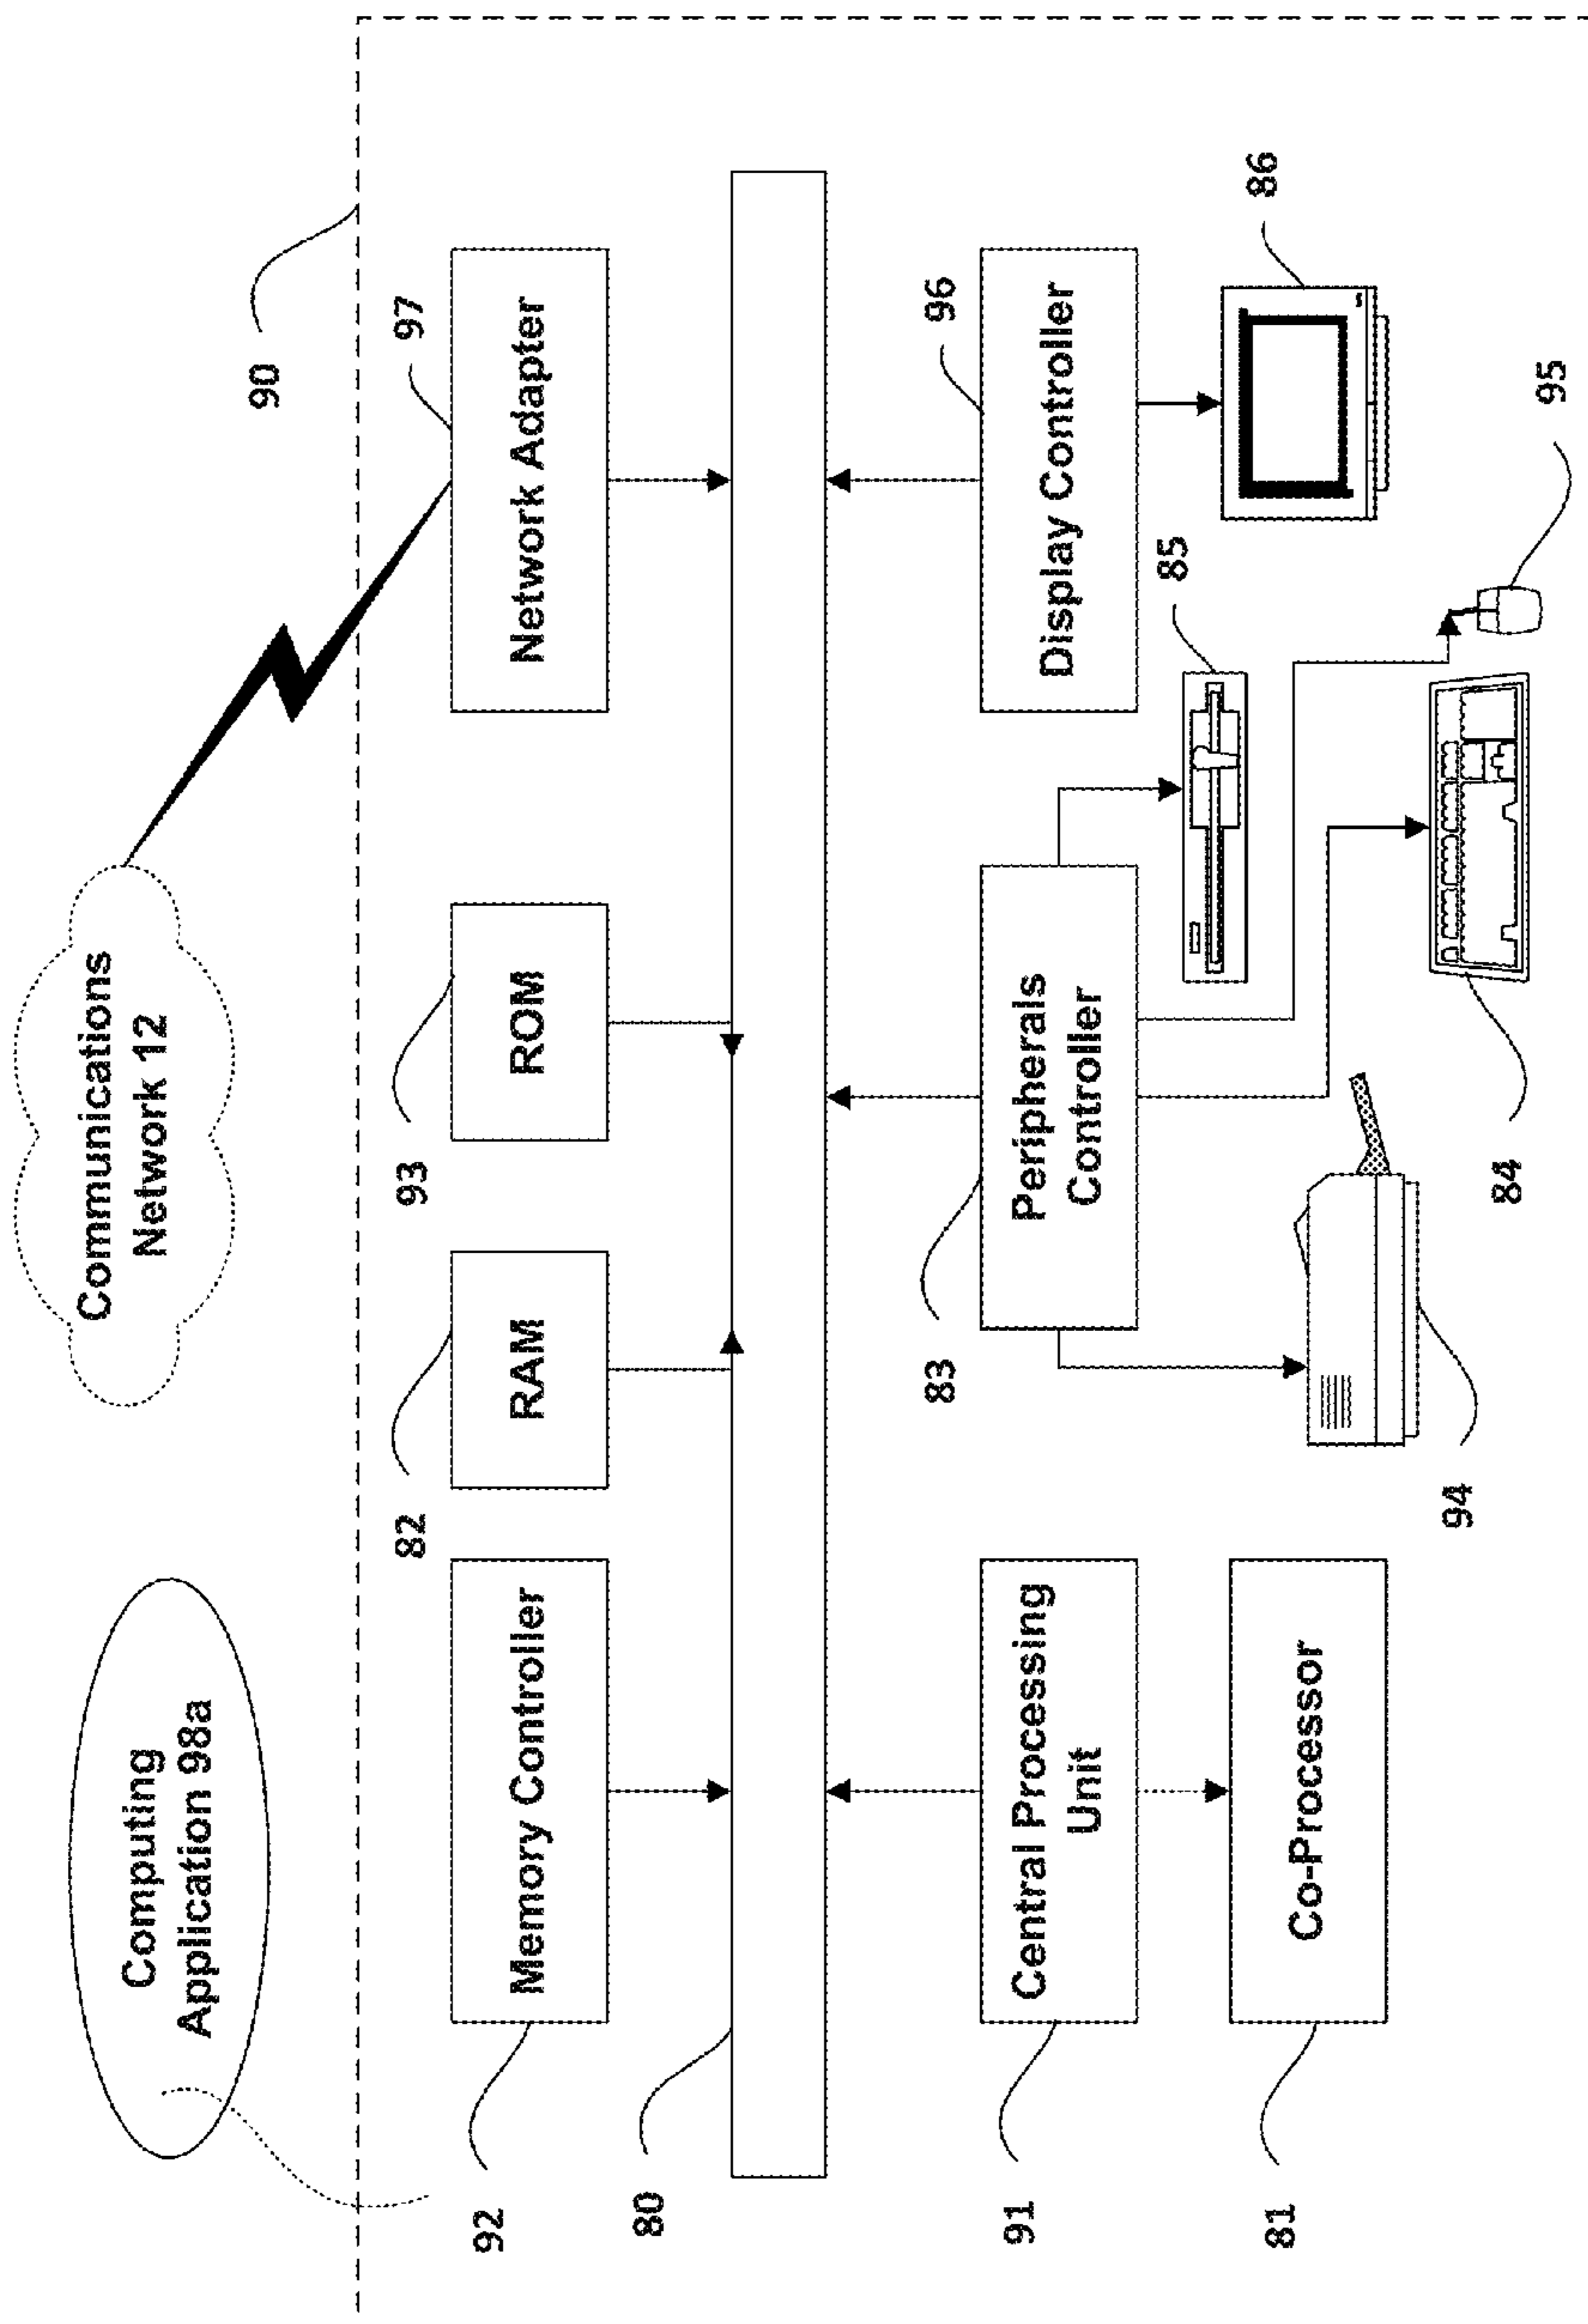 Computing
Application 98a
Communications
Network 12
90
92
Memory Controller
82
RAM
93
ROM
97
Network Adapter
80
91
Central Processing
Unit
83
Peripherals
Controller
96
Display Controller
85
86
81
Co-Processor
94
84
95